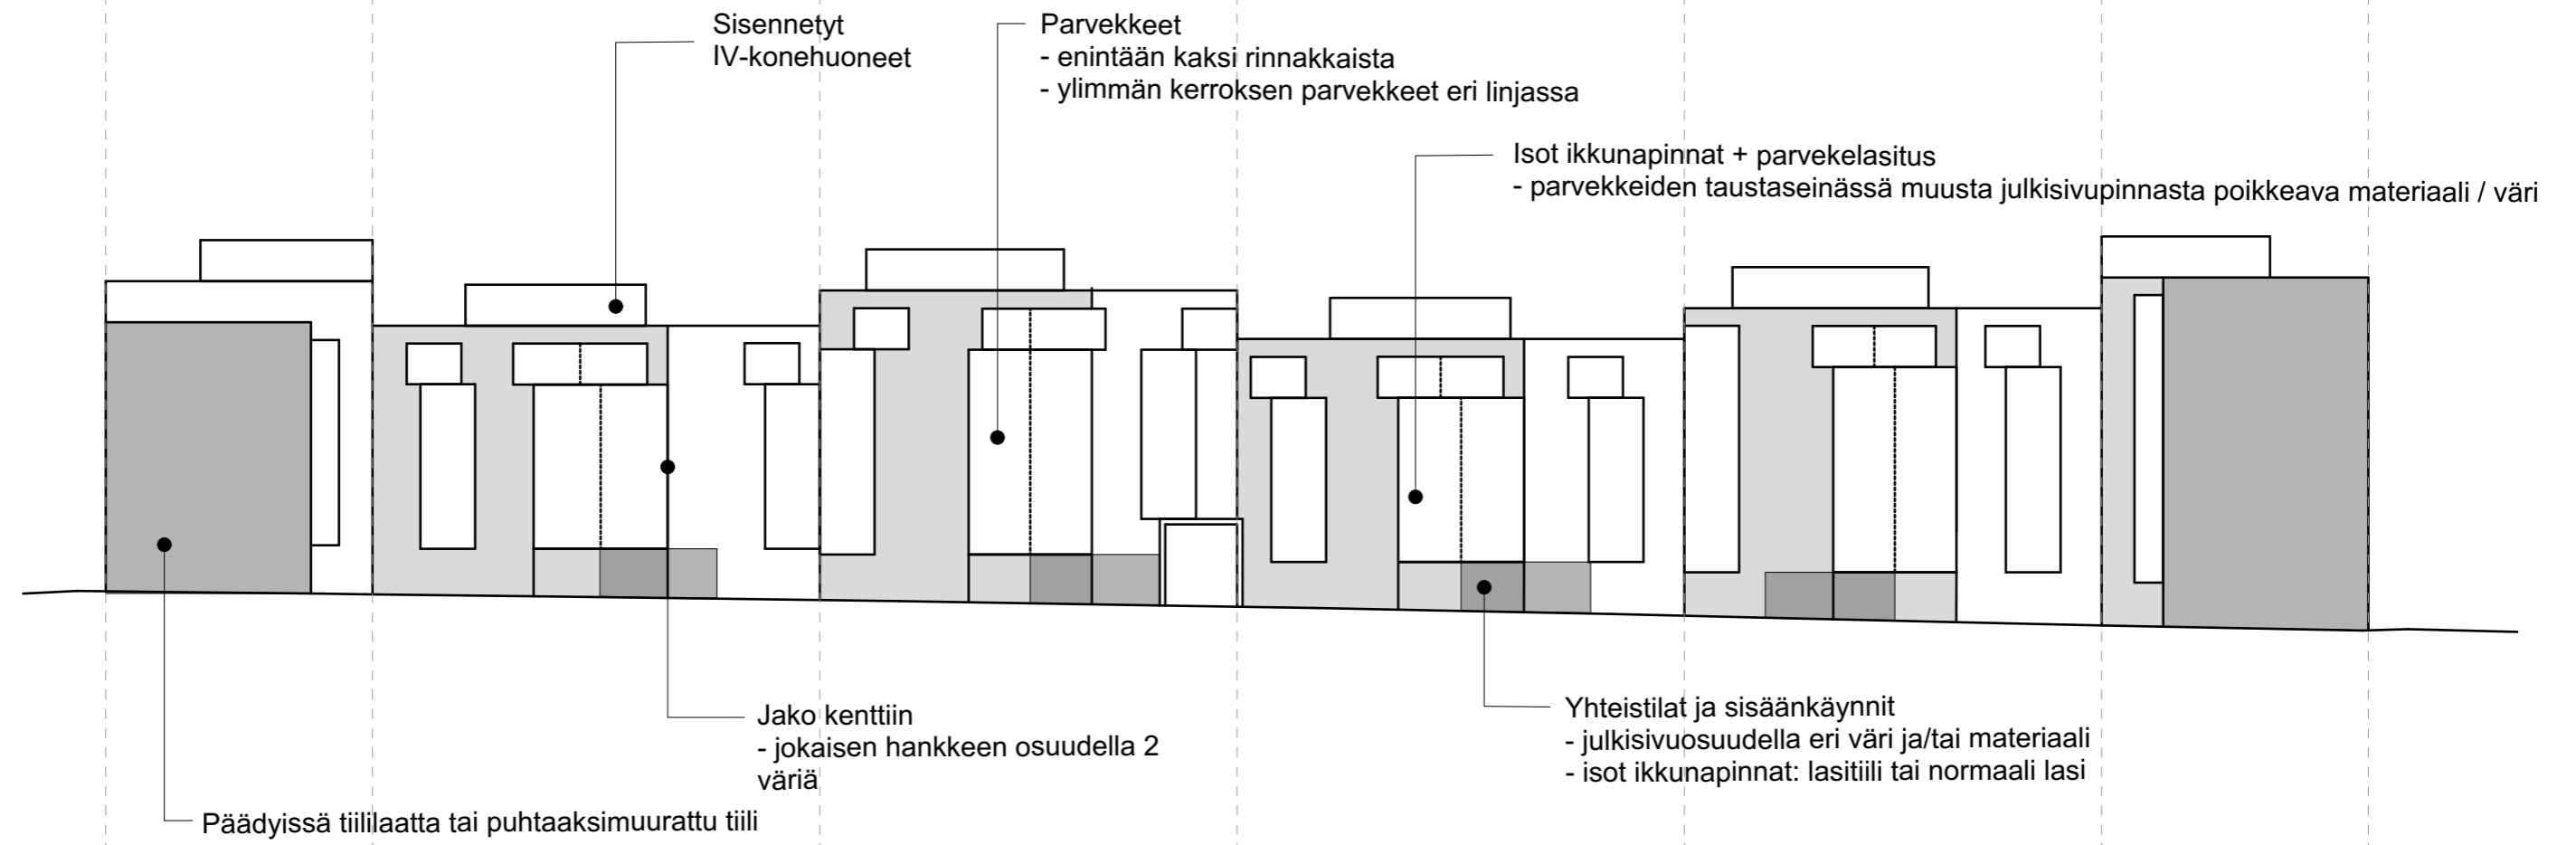 Sisennetyt
IV-konehuoneet
Parvekkeet
- enintään kaksi rinnakkaista
- ylimmän kerroksen parvekkeet eri linjassa
Isot ikkunapinnat + parvekelasitus
- parvekkeiden taustaseinässä muusta julkisivupinnasta poikkeava materiaali / väri
Jako kenttiin
- jokaisen hankkeen osuudella 2
väriä
Yhteistilat ja sisäänkäynnit
- julkisivuosuudella eri väri ja/tai materiaali
- isot ikkunapinnat: lasitiili tai normaali lasi
Päädyissä tiililaatta tai puhtaaksimuurattu tiili